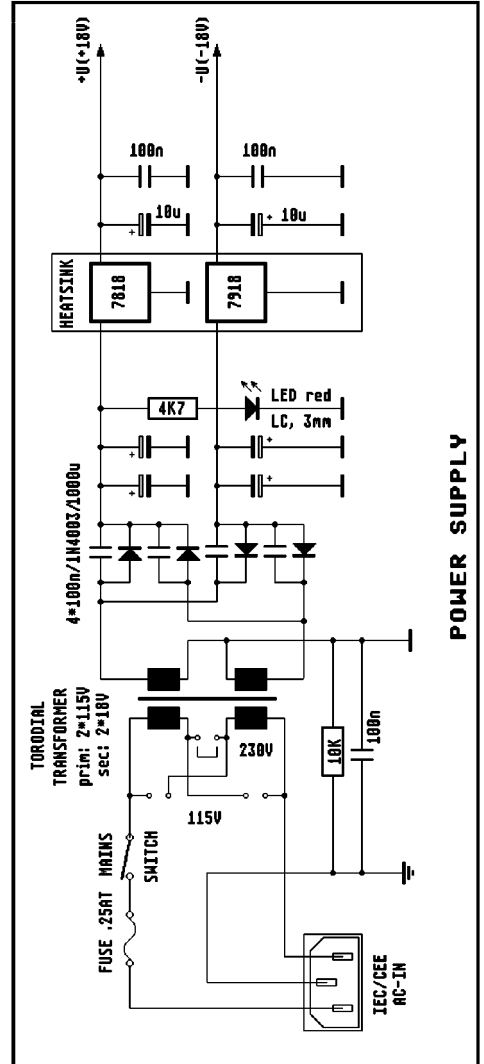 +U(+18V)
-U(-18V)
100n
100n
10u
10u
HEATSINK
7818
7918
4K7
LED red
LC, 3mm
4*100n/1N4003/1000u
TORODIAL
TRANSFORMER
prim: 2*115V
sec: 2*18V
230V
115V
10K
100n
MAINS
SWITCH
FUSE .25AT
IEC/CEE
AC-IN
POWER SUPPLY